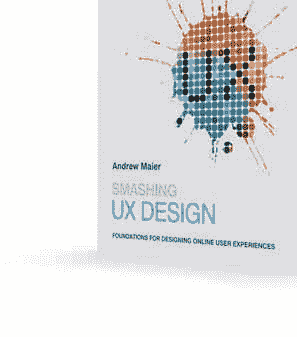 UX
Andrew Maier
SMASHING
UX DESIGN
FOUNDATIONS FOR DESIGNING ONLINE USER EXPERIENCES